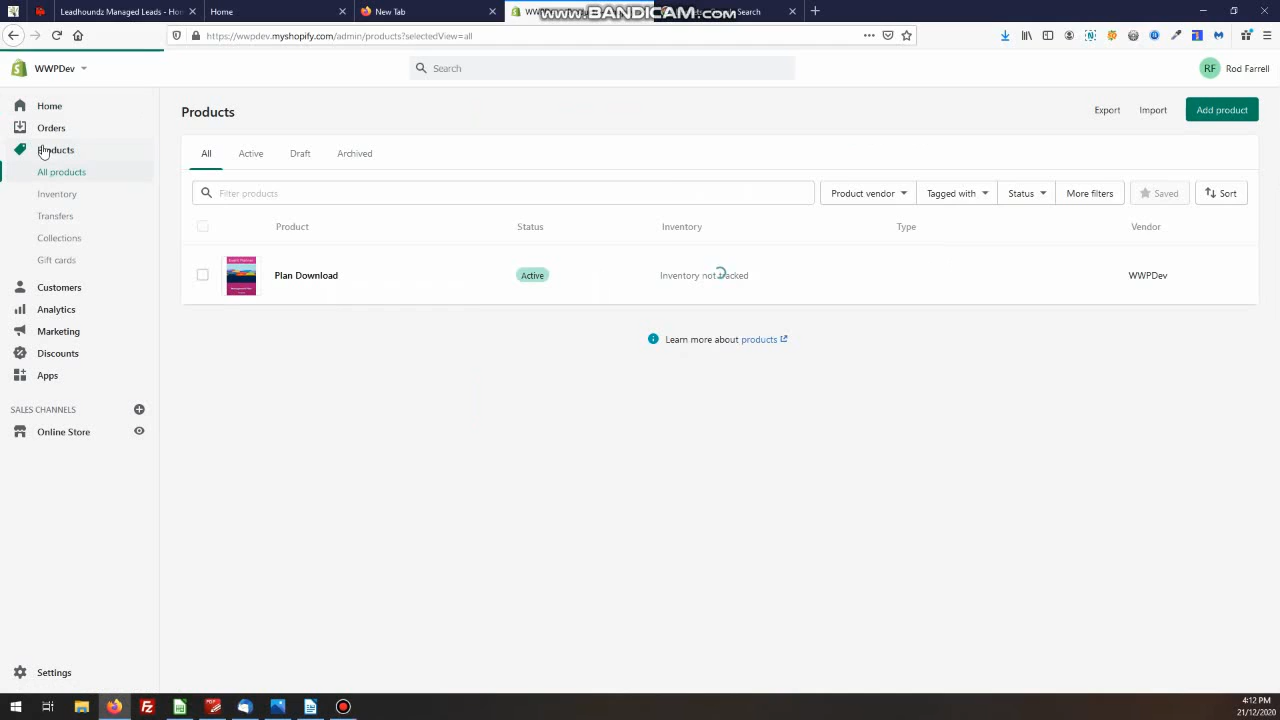 Leadhoundz Managed Leads - Hom
Home
New Tab
WW
Search
www.BANDICAM.com
https://wwpdev.myshopify.com/admin/products?selectedView=all
WWPDev
Search
RF
Rod Farrell
Home
Orders
Products
All products
Inventory
Transfers
Collections
Gift cards
Customers
Analytics
Marketing
Discounts
Apps
SALES CHANNELS
Online Store
Settings
Products
Export
Import
Add product
All
Active
Draft
Archived
Filter products
Product vendor
Tagged with
Status
More filters
Saved
Sort
Product
Status
Inventory
Type
Vendor
Plan Download
Active
Inventory not tracked
WWPDev
Learn more about products
4:12 PM
21/12/2020